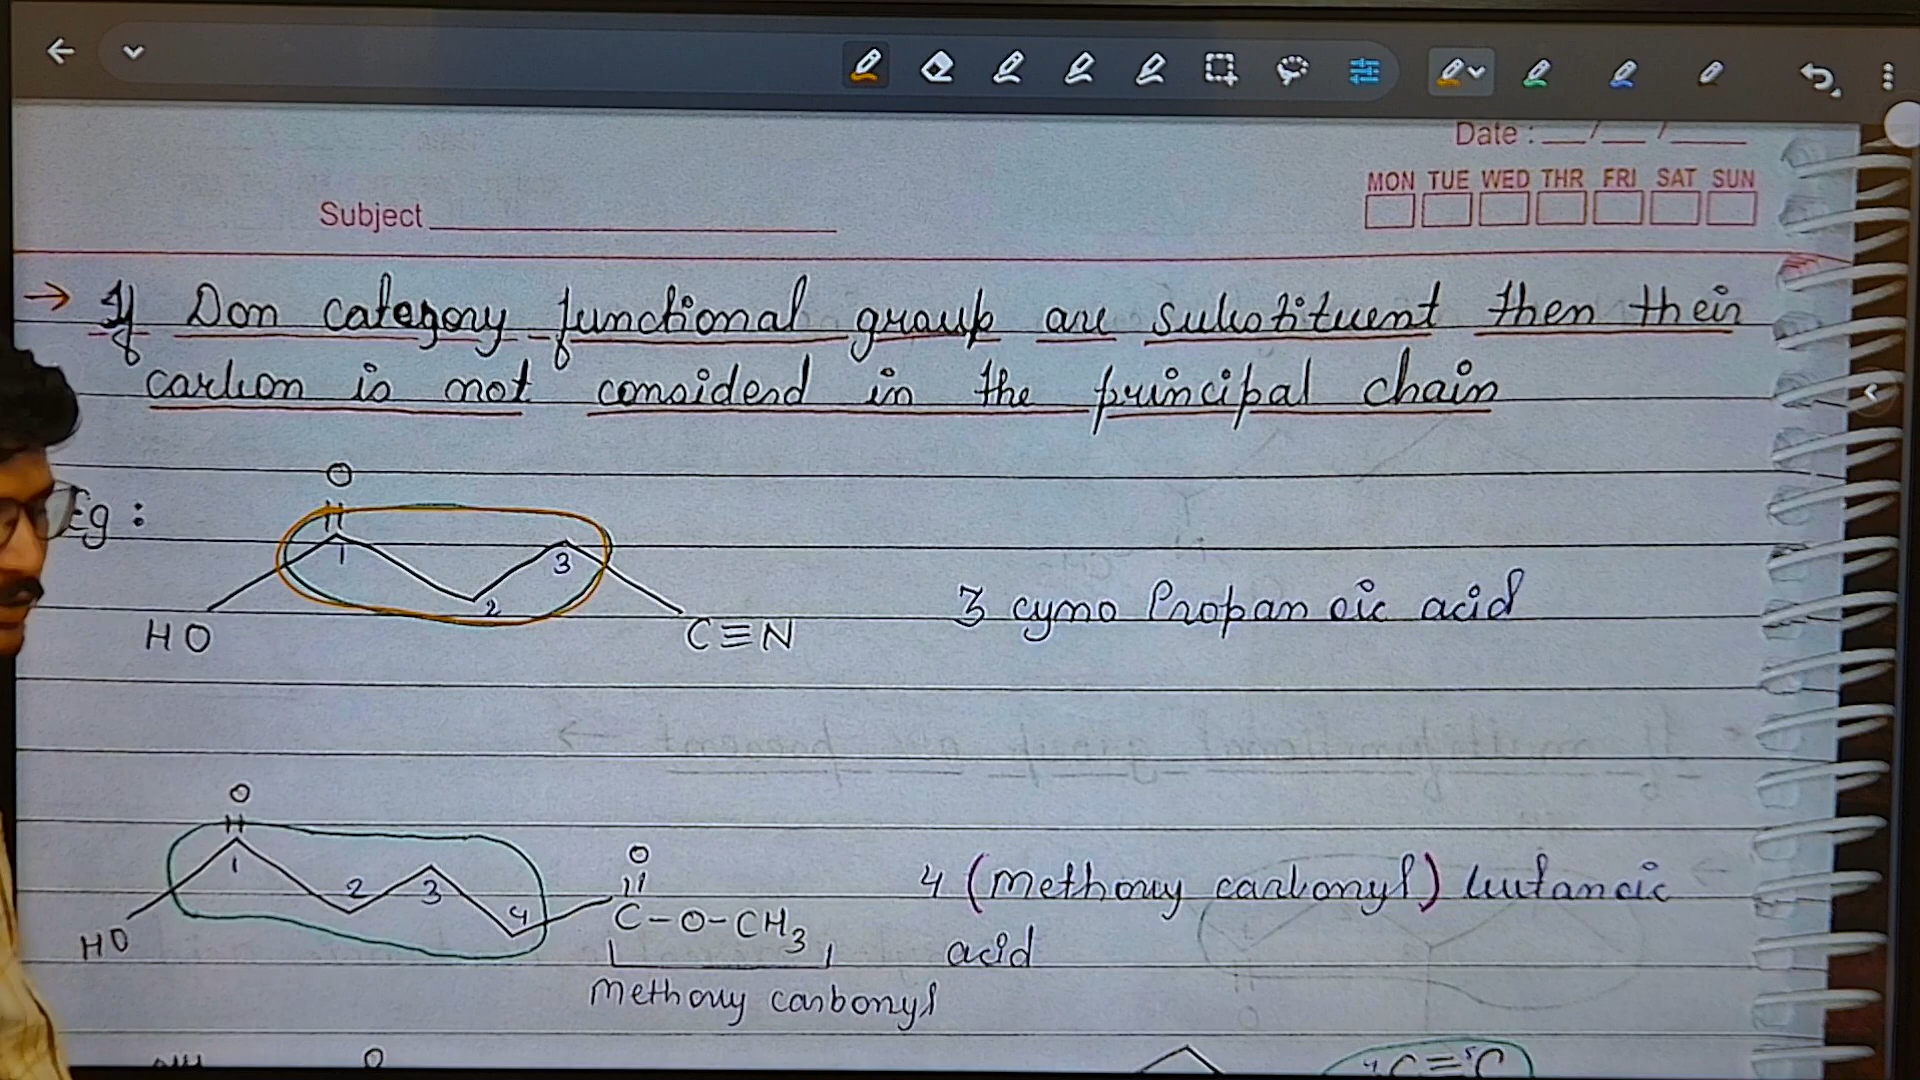 Date : __/__/____
MON TUE WED THR FRI SAT SUN
Subject
→ If Don category functional group are substituent then their
carbon is not considerd in the principal chain
Eg :
O
1 2 3
HO C≡N
3 cyno Propan oic acid
O
1 2 3 4
HO
O
C-O-CH3
methoxy carbonyl
4 (methoxy carbonyl) butanoic
acid
O
C≡C